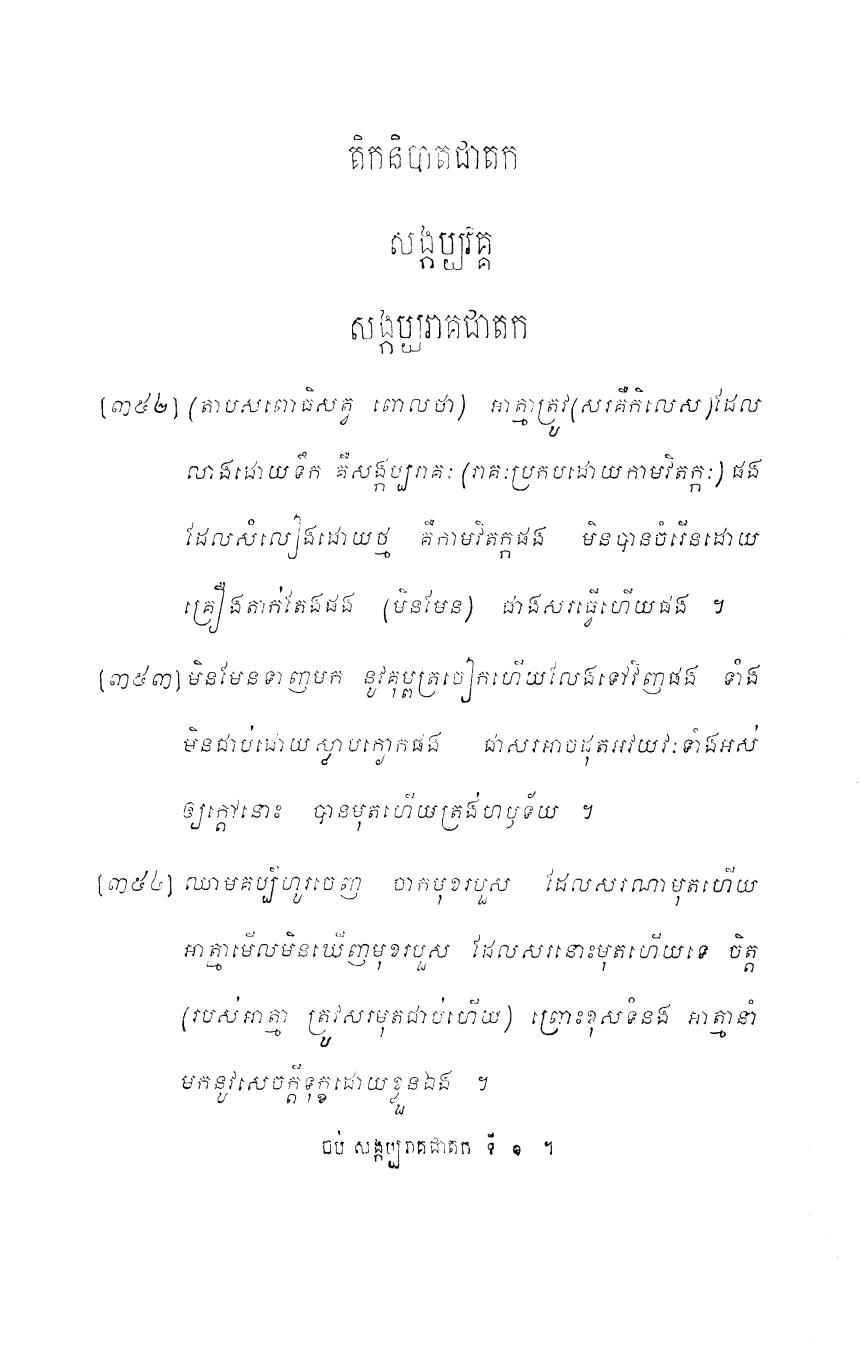 តិកនិបាតជាតក
សង្កប្បវគ្គ
សង្កប្បរាគជាតក
[៣៥២] (តាបសពោធិសត្វ ពោលថា) អាត្មាត្រូវ(សរគឺកិលេស)ដែល
លាងដោយទឹក គឺសង្កប្បរាគៈ (រាគៈប្រកបដោយកាមវិតក្កៈ) ផង
ដែលសំលៀងដោយថ្ម គឺកាមវិតក្កផង មិនបានចំរើនដោយ
គ្រឿងតាក់តែងផង (មិនមែន) ជាងសរធ្វើហើយផង ។
[៣៥៣] មិនមែនទាញមក នូវគុម្ពត្រចៀកហើយលែងទៅវិញផង ទាំង
មិនជាប់ដោយស្លាបក្ងោកផង ជាសរអាចដុតអវយវៈទាំងអស់
ឲ្យក្តៅនោះ បានមុតហើយត្រង់ហឫទ័យ ។
[៣៥៤] ឈាមគប្បីហូរចេញ ចាកមុខរបួស ដែលសរណាមុតហើយ
អាត្មាមើលមិនឃើញមុខរបួស ដែលសរនោះមុតហើយទេ ចិត្ត
(របស់អាត្មា ត្រូវសរមុតជាប់ហើយ) ព្រោះខុសទំនង អាត្មានាំ
មកនូវសេចក្តីទុក្ខដោយខ្លួនឯង ។
ចប់ សង្កប្បរាគជាតក ទី ១ ។